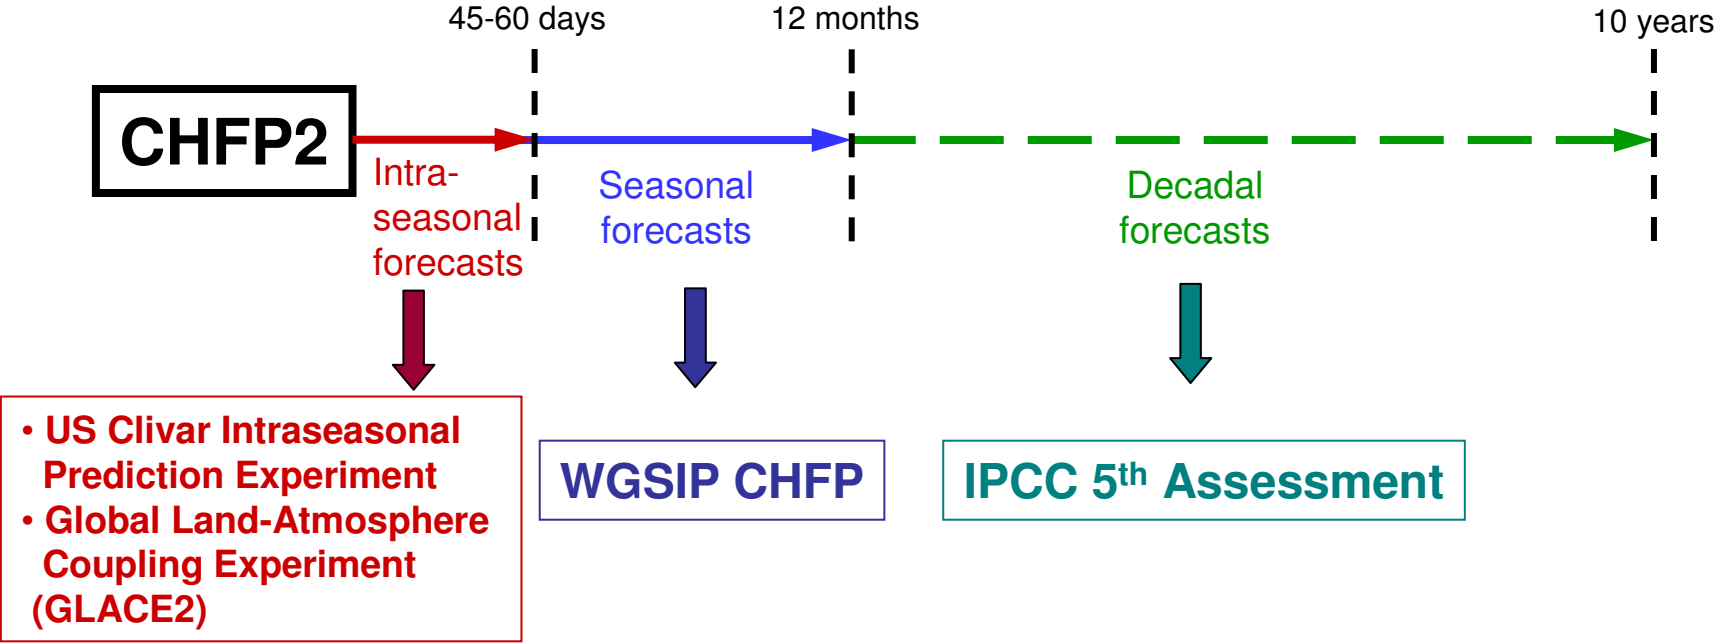 45-60 days
12 months
10 years
CHFP2
Intra-
seasonal
forecasts
Seasonal
forecasts
Decadal
forecasts
• US Clivar Intraseasonal
Prediction Experiment
• Global Land-Atmosphere
Coupling Experiment
(GLACE2)
WGSIP CHFP
IPCC 5th Assessment